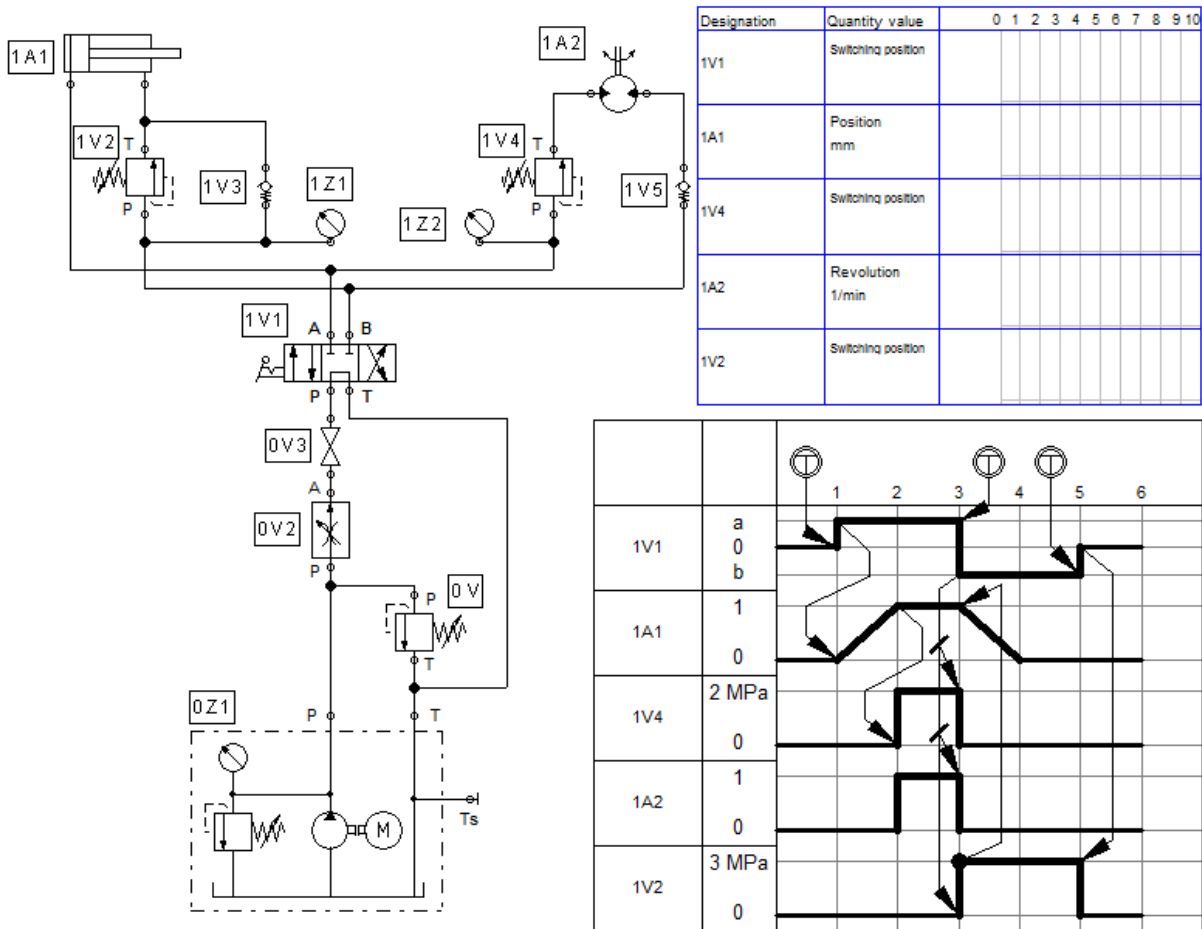 1A1
1A2
1V2
T
P
1V3
1Z1
1V4
T
P
1Z2
1V5
1V1
A
B
P
T
0V3
A
0V2
P
P
0V
T
0Z1
P
T
M
Ts
Designation Quantity value 0 1 2 3 4 5 6 7 8 9 10
1V1 Switching position
1A1 Position
mm
1V4 Switching position
1A2 Revolution
1/min
1V2 Switching position
1 2 3 4 5 6
1V1
a
0
b
1A1
1
0
1V4
2 MPa
0
1A2
1
0
1V2
3 MPa
0